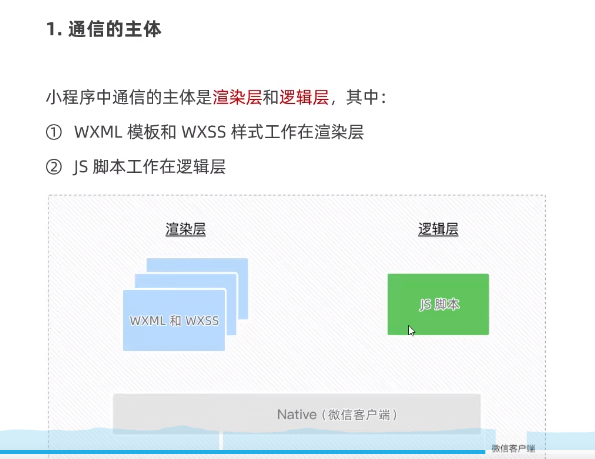 1. 通信的主体
小程序中通信的主体是渲染层和逻辑层，其中：
① WXML 模板和 WXSS 样式工作在渲染层
② JS 脚本工作在逻辑层
渲染层
逻辑层
WXML 和 WXSS
JS 脚本
Native（微信客户端）
微信客户端